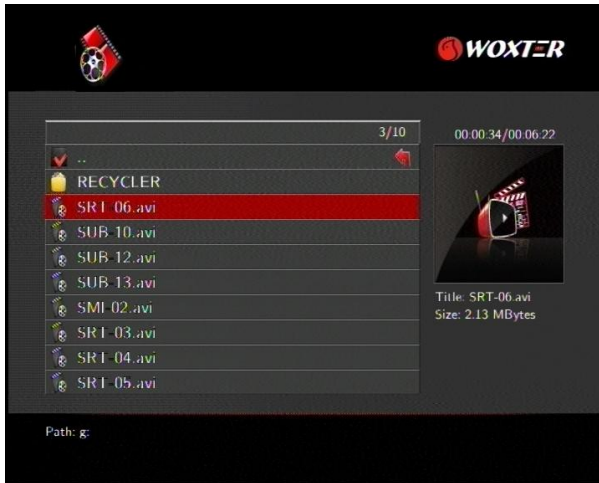 WOXTER
3/10
00:00:34/00:06:22
..
RECYCLER
SRT-06.avi
SUB-10.avi
SUB-12.avi
SUB-13.avi
SMI-02.avi
SRT-03.avi
SRT-04.avi
SRT-05.avi
Title: SRT-06.avi
Size: 2.13 MBytes
Path: g: